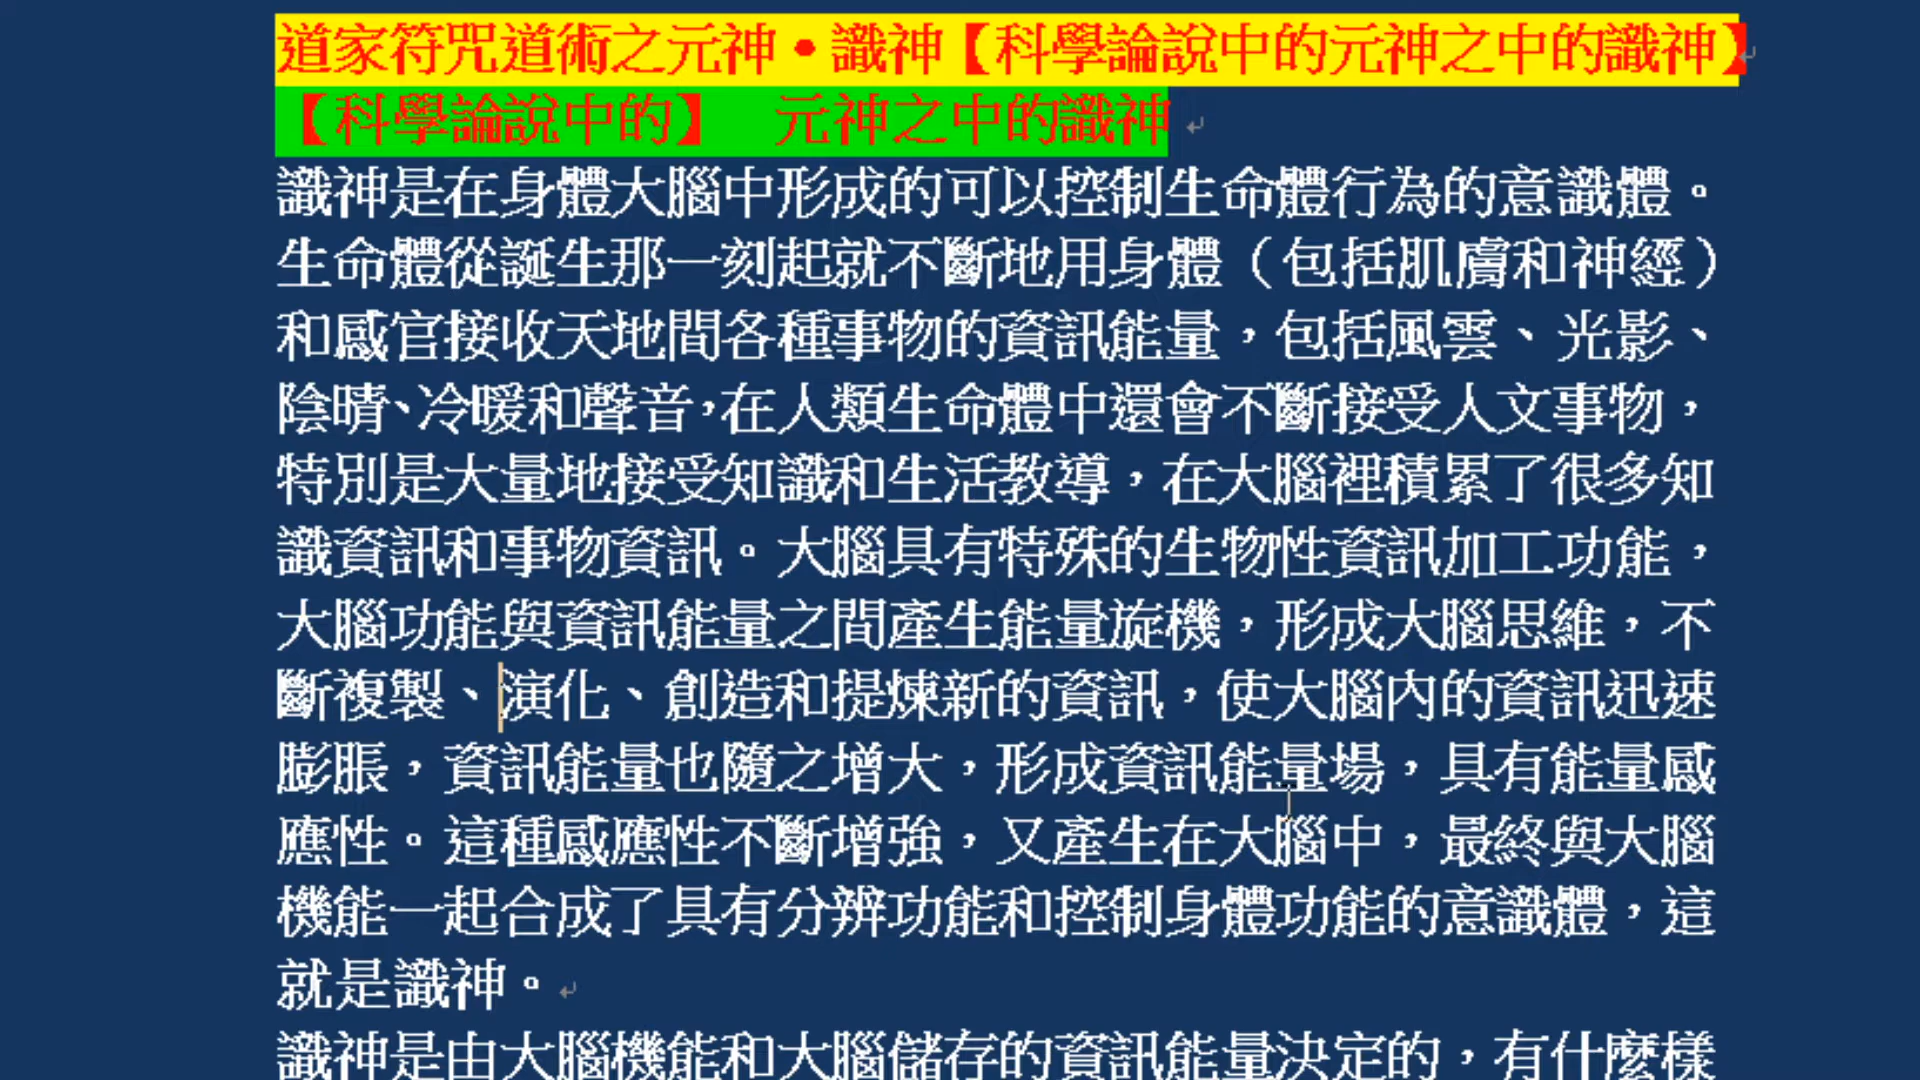 道家符咒道術之元神●識神【科學論說中的元神之中的識神】
【科學論說中的】　元神之中的識神
識神是在身體大腦中形成的可以控制生命體行為的意識體。
生命體從誕生那一刻起就不斷地用身體（包括肌膚和神經）
和感官接收天地間各種事物的資訊能量，包括風雲、光影、
陰晴、冷暖和聲音，在人類生命體中還會不斷接受人文事物，
特別是大量地接受知識和生活教導，在大腦裡積累了很多知
識資訊和事物資訊。大腦具有特殊的生物性資訊加工功能，
大腦功能與資訊能量之間產生能量旋機，形成大腦思維，不
斷複製、演化、創造和提煉新的資訊，使大腦內的資訊迅速
膨脹，資訊能量也隨之增大，形成資訊能量場，具有能量感
應性。這種感應性不斷增強，又產生在大腦中，最終與大腦
機能一起合成了具有分辨功能和控制身體功能的意識體，這
就是識神。
識神是由大腦機能和大腦儲存的資訊能量決定的，有什麼樣